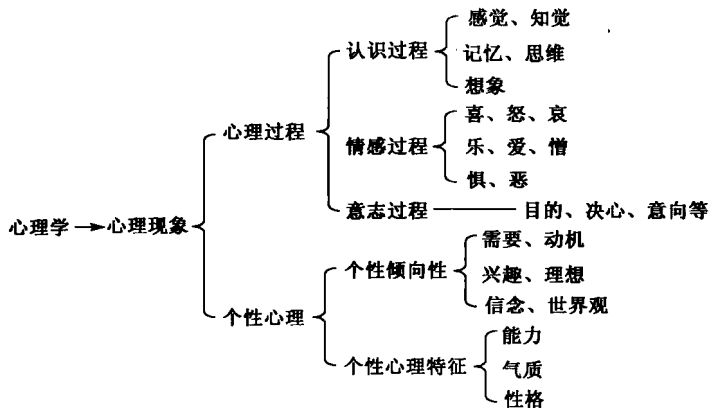 感觉、知觉
认识过程
记忆、思维
想象
心理过程
喜、怒、哀
情感过程
乐、爱、憎
惧、恶
意志过程
目的、决心、意向等
心理学
心理现象
个性心理
个性倾向性
需要、动机
兴趣、理想
信念、世界观
个性心理特征
能力
气质
性格